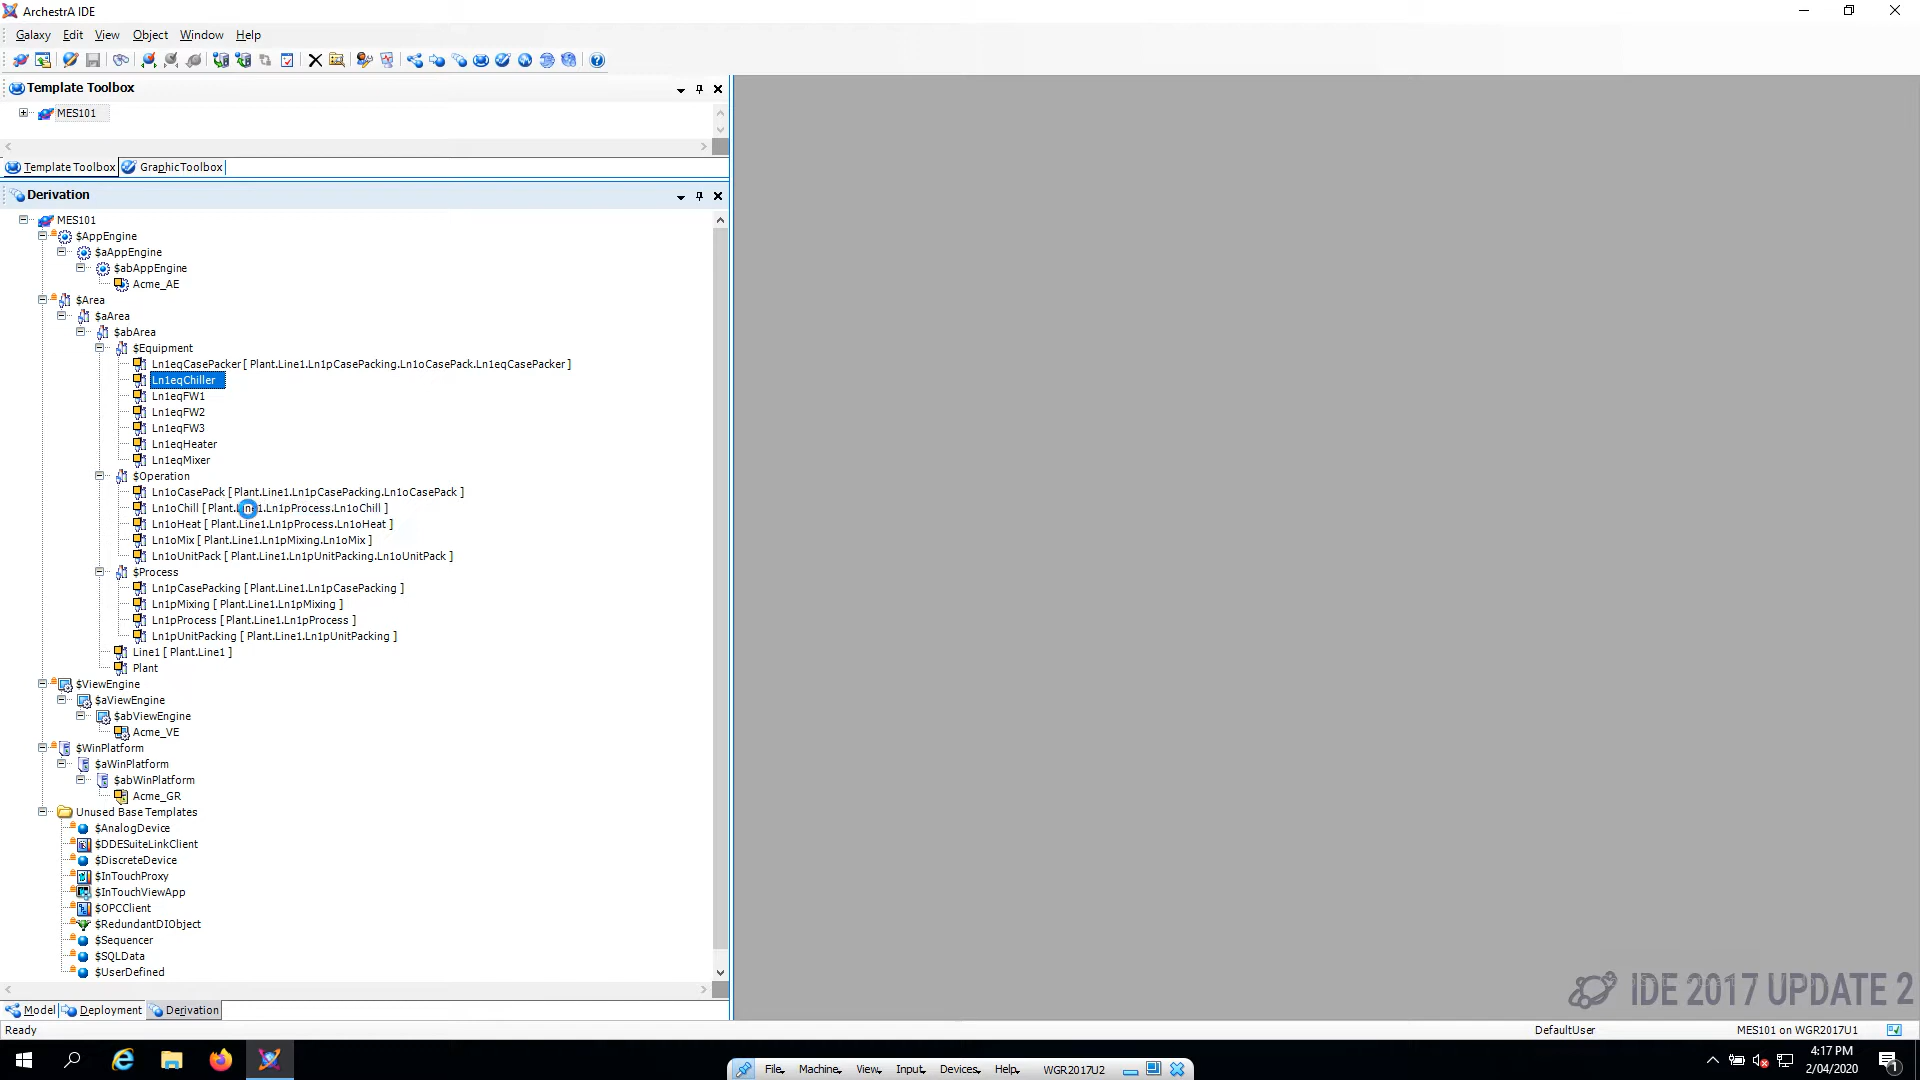 ArchestrA IDE
Galaxy Edit View Object Window Help
Template Toolbox
MES101
Template Toolbox GraphicToolbox
Derivation
MES101
$AppEngine
$aAppEngine
$abAppEngine
Acme_AE
$Area
$aArea
$abArea
$Equipment
Ln1eqCasePacker [ Plant.Line1.Ln1pCasePacking.Ln1oCasePack.Ln1eqCasePacker ]
Ln1eqChiller
Ln1eqFW1
Ln1eqFW2
Ln1eqFW3
Ln1eqHeater
Ln1eqMixer
$Operation
Ln1oCasePack [ Plant.Line1.Ln1pCasePacking.Ln1oCasePack ]
Ln1oChill [ Plant.Line1.Ln1pProcess.Ln1oChill ]
Ln1oHeat [ Plant.Line1.Ln1pProcess.Ln1oHeat ]
Ln1oMix [ Plant.Line1.Ln1pMixing.Ln1oMix ]
Ln1oUnitPack [ Plant.Line1.Ln1pUnitPacking.Ln1oUnitPack ]
$Process
Ln1pCasePacking [ Plant.Line1.Ln1pCasePacking ]
Ln1pMixing [ Plant.Line1.Ln1pMixing ]
Ln1pProcess [ Plant.Line1.Ln1pProcess ]
Ln1pUnitPacking [ Plant.Line1.Ln1pUnitPacking ]
Line1 [ Plant.Line1 ]
Plant
$ViewEngine
$aViewEngine
$abViewEngine
Acme_VE
$WinPlatform
$aWinPlatform
$abWinPlatform
Acme_GR
Unused Base Templates
$AnalogDevice
$DDESuiteLinkClient
$DiscreteDevice
$InTouchProxy
$InTouchViewApp
$OPCClient
$RedundantDIObject
$Sequencer
$SQLData
$UserDefined
IDE 2017 UPDATE 2
Model Deployment Derivation
Ready DefaultUser MES101 on WGR2017U1
File Machine View Input Devices Help WGR2017U2
4:17 PM
2/04/2020
1